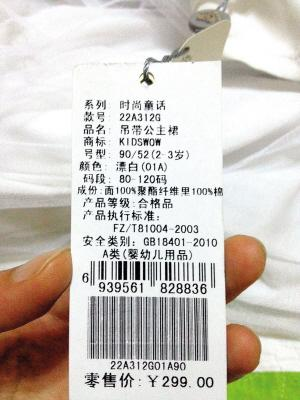 系列: 时尚童话
款号: 22A312G
品名: 吊带公主裙
商标: KIDSWOW
号型: 90/52(2-3岁)
颜色: 漂白(01A)
码段: 80-120码
成份:面100%聚酯纤维里100%棉
产品等级: 合格品
产品执行标准:
FZ/T81004-2003
安全类别: GB18401-2010
A类(婴幼儿用品)
6 939561 828836
22A312G01A90
零售价: ¥299.00